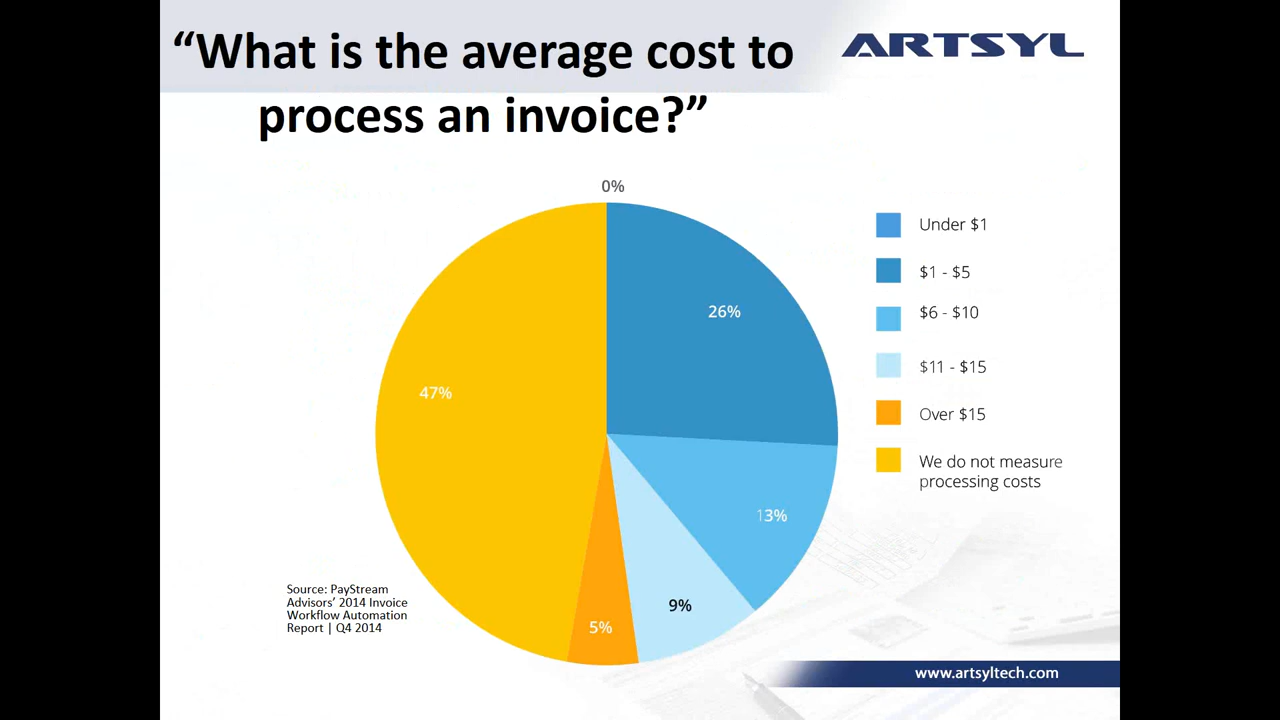 “What is the average cost to
process an invoice?”
ARTSYL
0%
26%
13%
9%
5%
47%
Under $1
$1 - $5
$6 - $10
$11 - $15
Over $15
We do not measure
processing costs
Source: PayStream
Advisors’ 2014 Invoice
Workflow Automation
Report | Q4 2014
www.artsyltech.com